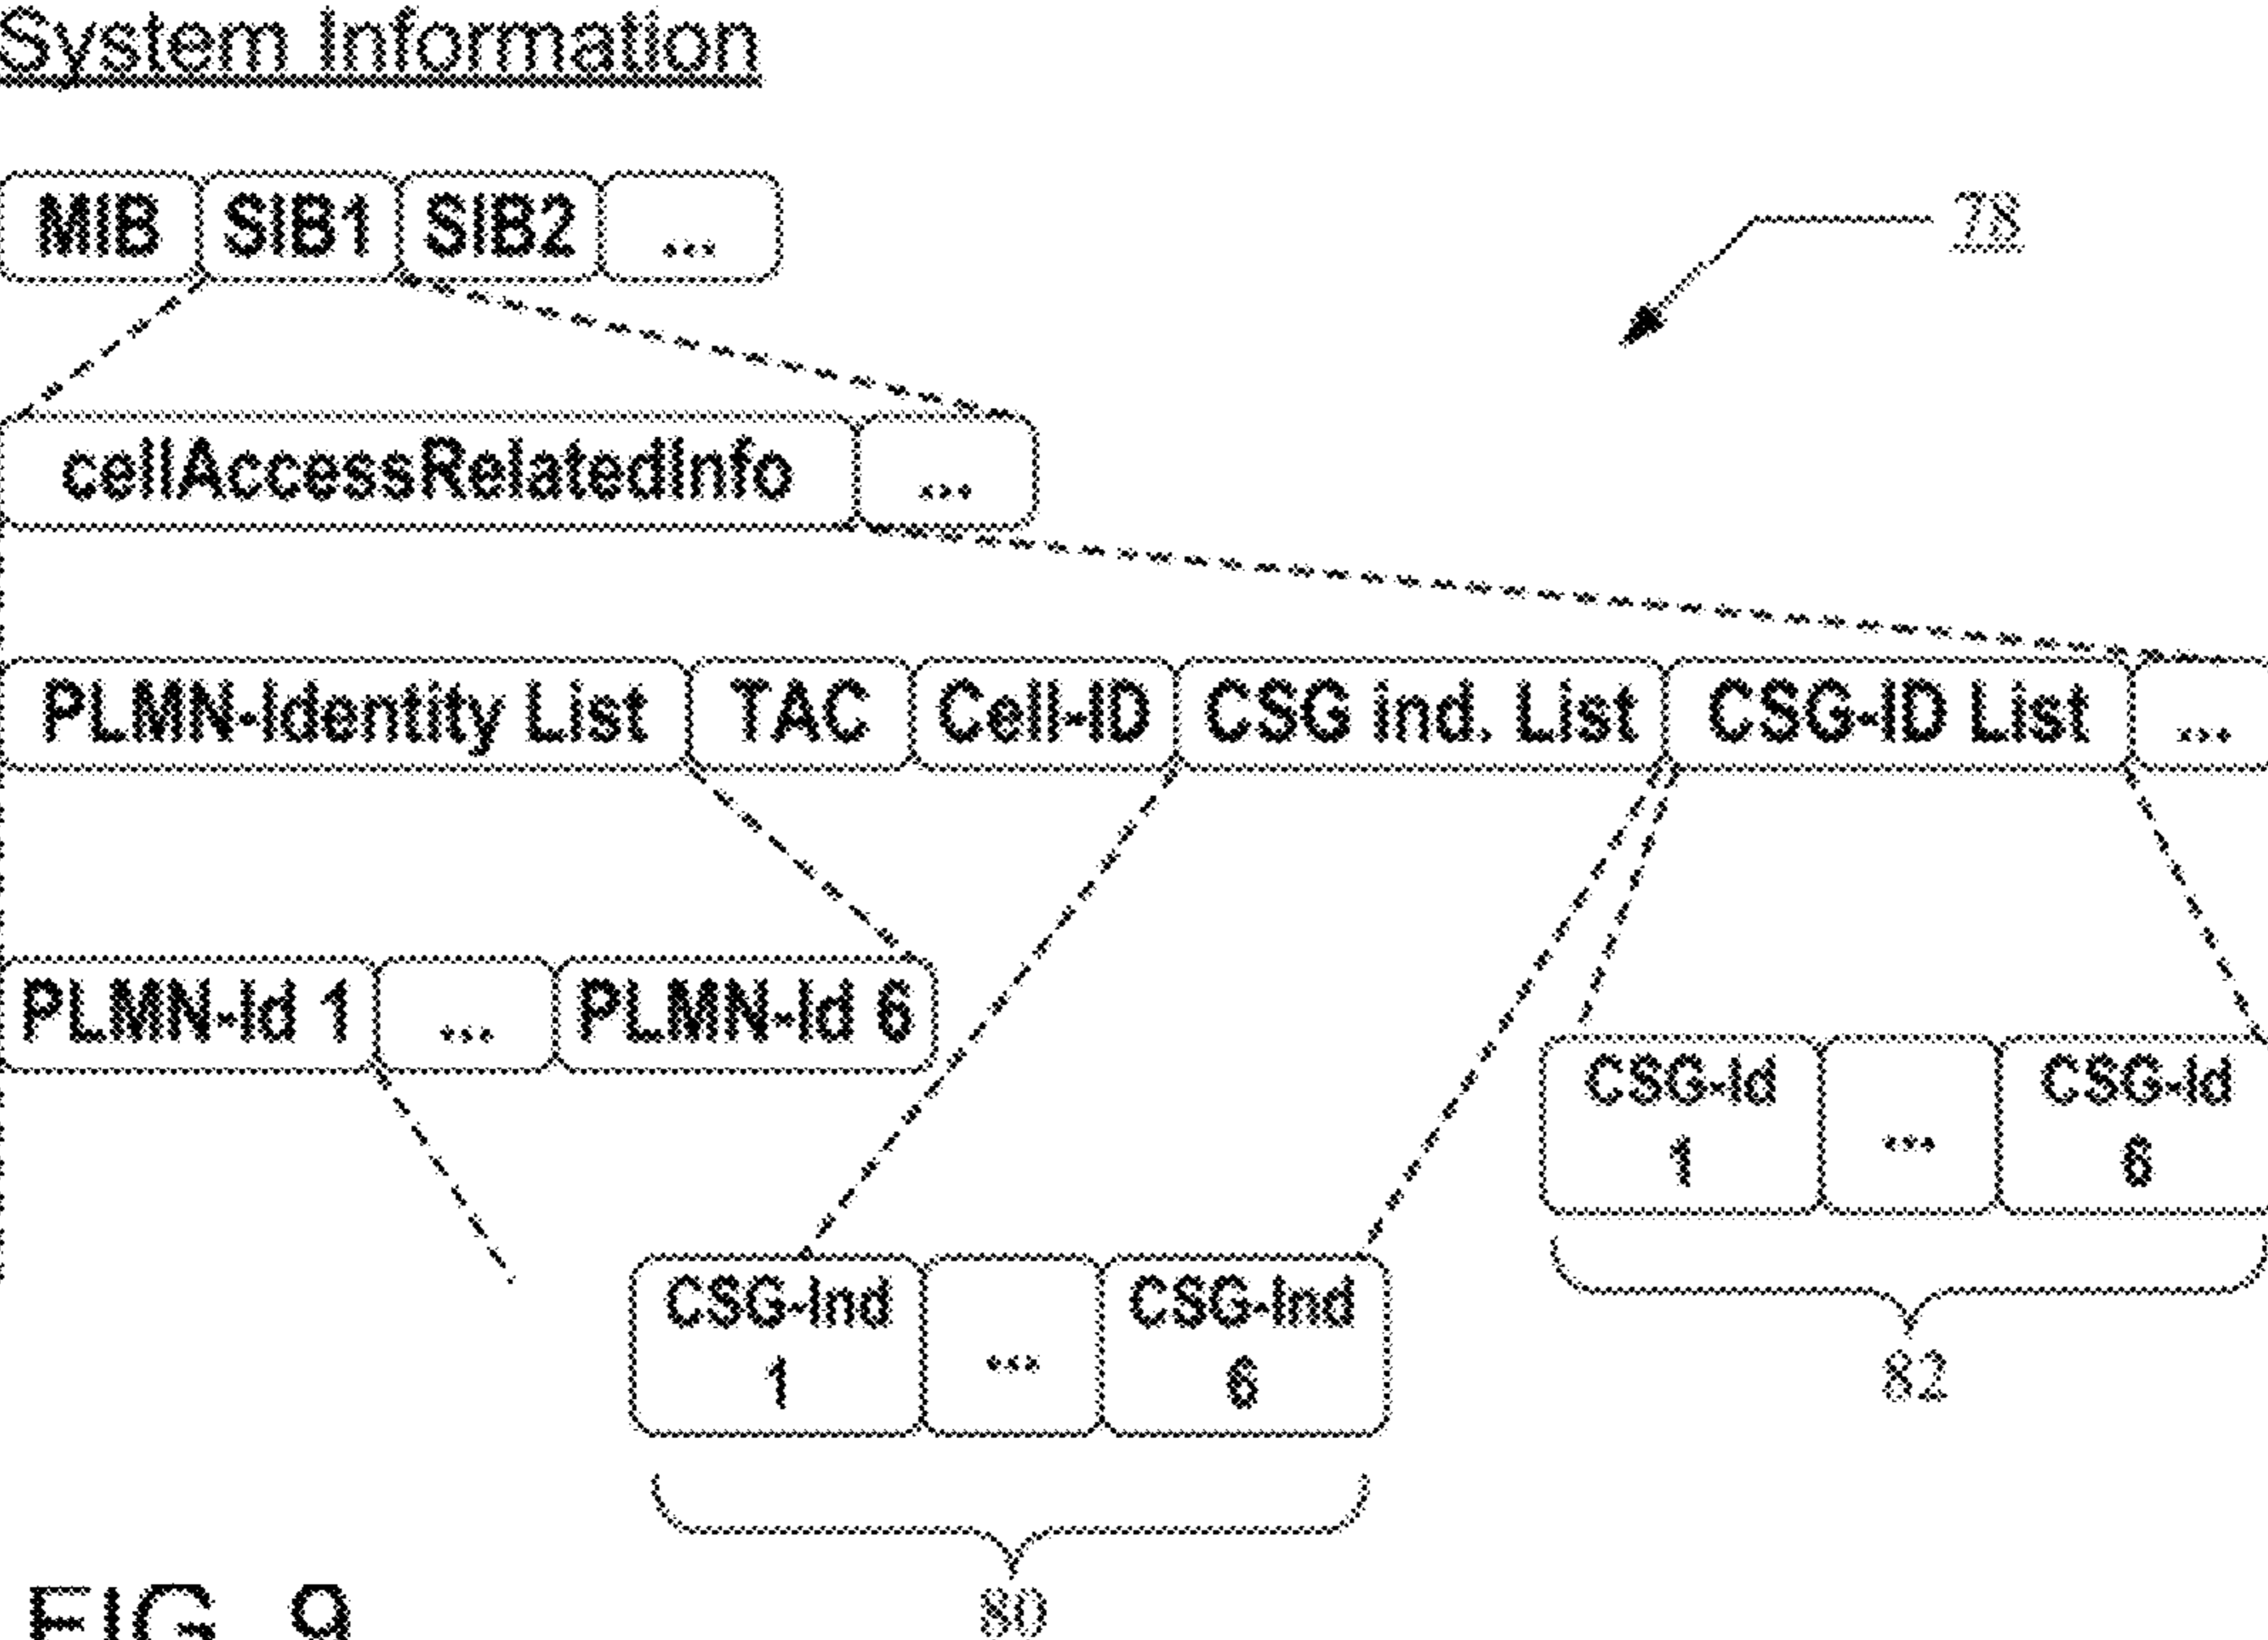 System Information
MIB SIB1 SIB2 ...
78
cellAccessRelatedInfo ...
PLMN-Identity List TAC Cell-ID CSG ind. List CSG-ID List ...
PLMN-Id 1 ... PLMN-Id 6
CSG-Id 1 ... CSG-Id 6
82
CSG-Ind 1 ... CSG-Ind 6
80
FIG. 9